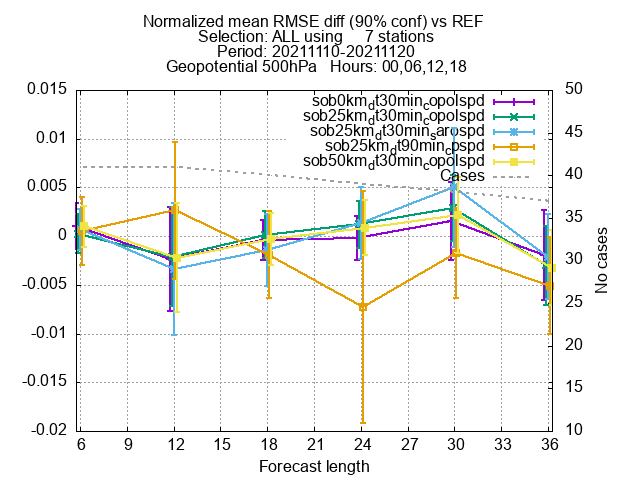 Normalized mean RMSE diff (90% conf) vs REF
Selection: ALL using 7 stations
Period: 20211110-20211120
Geopotential 500hPa Hours: 00,06,12,18
0.015
0.01
0.005
0
-0.005
-0.01
-0.015
-0.02
50
45
40
35
30
25
20
15
10
sob0km_dt30min_copolspd
sob25km_dt30min_copolspd
sob25km_dt30min_sarospd
sob25km_dt90min_cpspd
sob50km_dt30min_copolspd
Cases
No cases
6 9 12 15 18 21 24 27 30 33 36
Forecast length